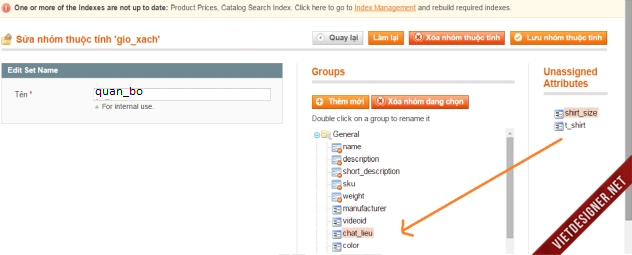 One or more of the Indexes are not up to date: Product Prices, Catalog Search Index. Click here to go to Index Management and rebuild required indexes.
Sửa nhóm thuộc tính 'gio_xach'
Quay lại
Làm lại
Xóa nhóm thuộc tính
Lưu nhóm thuộc tính
Edit Set Name
Tên *
quan_bo
For internal use.
Groups
Thêm mới
Xóa nhóm đang chọn
Double click on a group to rename it
General
name
description
short_description
sku
weight
manufacturer
videoid
chat_lieu
color
Unassigned
Attributes
shirt_size
t_shirt
VIETDESIGNER.NET